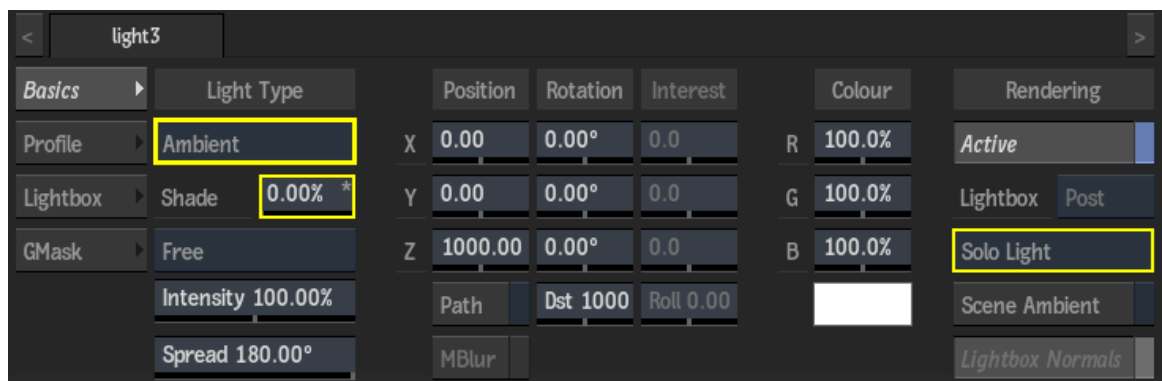 < light3 >
Basics Light Type Position Rotation Interest Colour Rendering
Profile Ambient X 0.00 0.00° 0.0 R 100.0% Active
Lightbox Shade 0.00% * Y 0.00 0.00° 0.0 G 100.0% Lightbox Post
GMask Free Z 1000.00 0.00° 0.0 B 100.0% Solo Light
Intensity 100.00% Path Dst 1000 Roll 0.00 Scene Ambient
Spread 180.00° MBlur Lightbox Normals